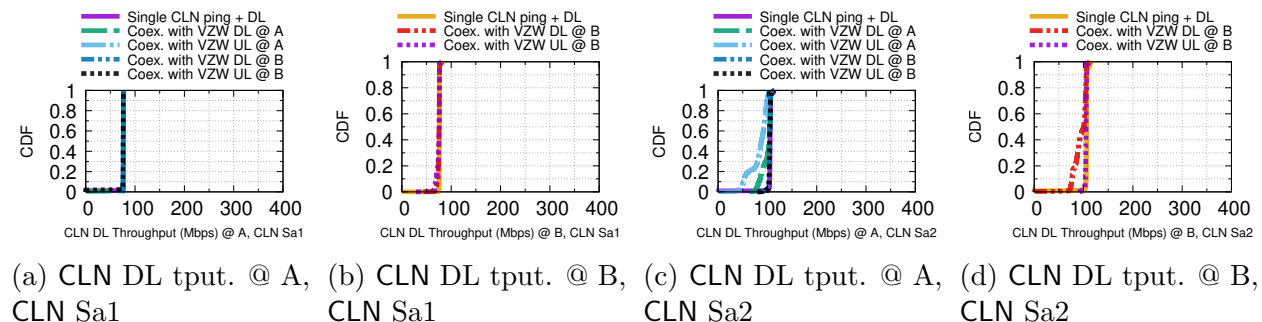 Single CLN ping + DL
Coex. with VZW DL @ A
Coex. with VZW UL @ A
Coex. with VZW DL @ B
Coex. with VZW UL @ B
1
0.8
0.6
0.4
0.2
0
CDF
0 100 200 300 400
CLN DL Throughput (Mbps) @ A, CLN Sa1
(a) CLN DL tput. @ A,
CLN Sa1
Single CLN ping + DL
Coex. with VZW DL @ B
Coex. with VZW UL @ B
1
0.8
0.6
0.4
0.2
0
CDF
0 100 200 300 400
CLN DL Throughput (Mbps) @ B, CLN Sa1
(b) CLN DL tput. @ B,
CLN Sa1
Single CLN ping + DL
Coex. with VZW DL @ A
Coex. with VZW UL @ A
Coex. with VZW DL @ B
Coex. with VZW UL @ B
1
0.8
0.6
0.4
0.2
0
CDF
0 100 200 300 400
CLN DL Throughput (Mbps) @ A, CLN Sa2
(c) CLN DL tput. @ A,
CLN Sa2
Single CLN ping + DL
Coex. with VZW DL @ B
Coex. with VZW UL @ B
1
0.8
0.6
0.4
0.2
0
CDF
0 100 200 300 400
CLN DL Throughput (Mbps) @ B, CLN Sa2
(d) CLN DL tput. @ B,
CLN Sa2